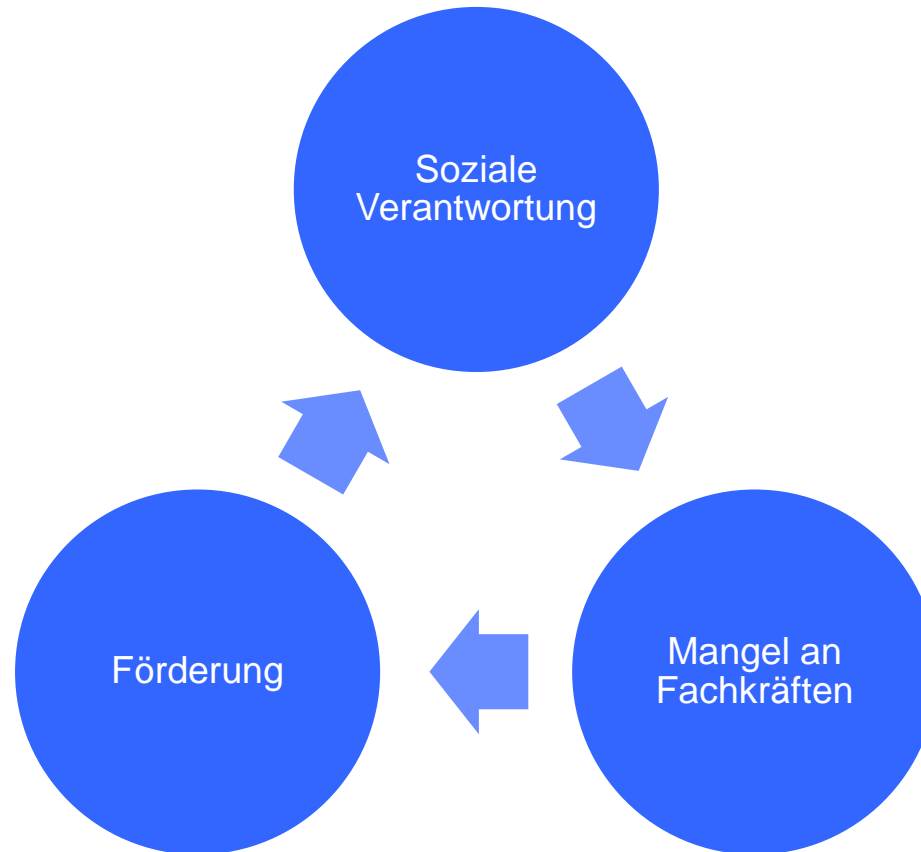 Soziale
Verantwortung
Mangel an
Fachkräften
Förderung